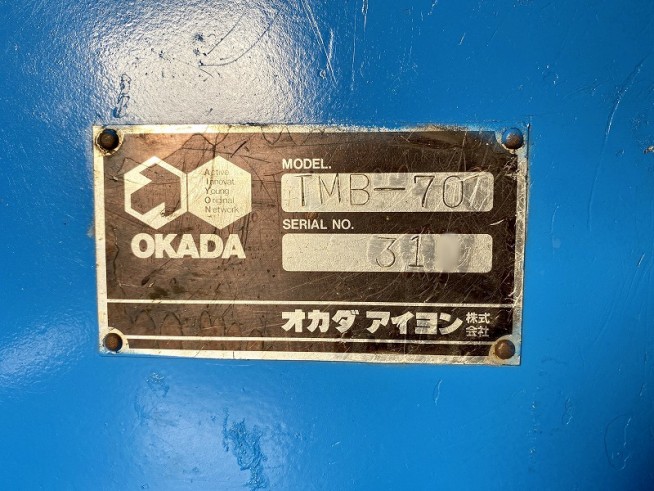 Active
Innovat
Young
Original
Network
OKADA
MODEL.
TMB-70
SERIAL NO.
31
オカダ アイヨン 株式
会社